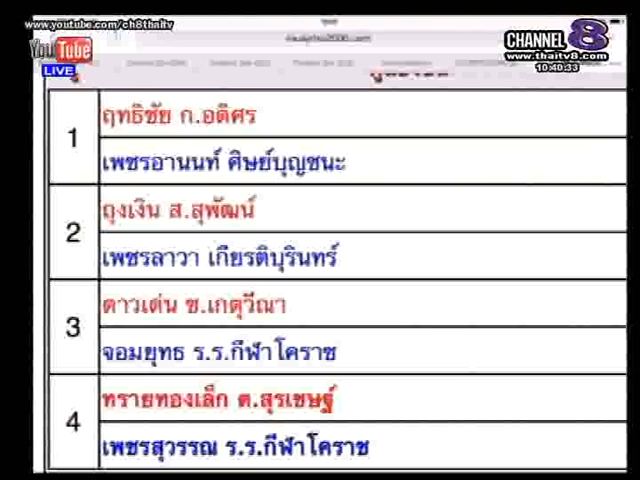 www.youtube.com/ch8thaitv
YouTube
LIVE
CHANNEL 8
www.thaitv8.com
10:40:33
1
ฤทธิชัย ก.อดิศร
เพชรอานนท์ ศิษย์บุญชนะ
2
ถุงเงิน ส.สุพัฒน์
เพชรลาวา เกียรติบุรินทร์
3
ดาวเด่น ช.เกตุวีณา
จอมยุทธ ร.ร.กีฬาโคราช
4
ทรายทองเล็ก ต.สุรเชษฐ์
เพชรสุวรรณ ร.ร.กีฬาโคราช